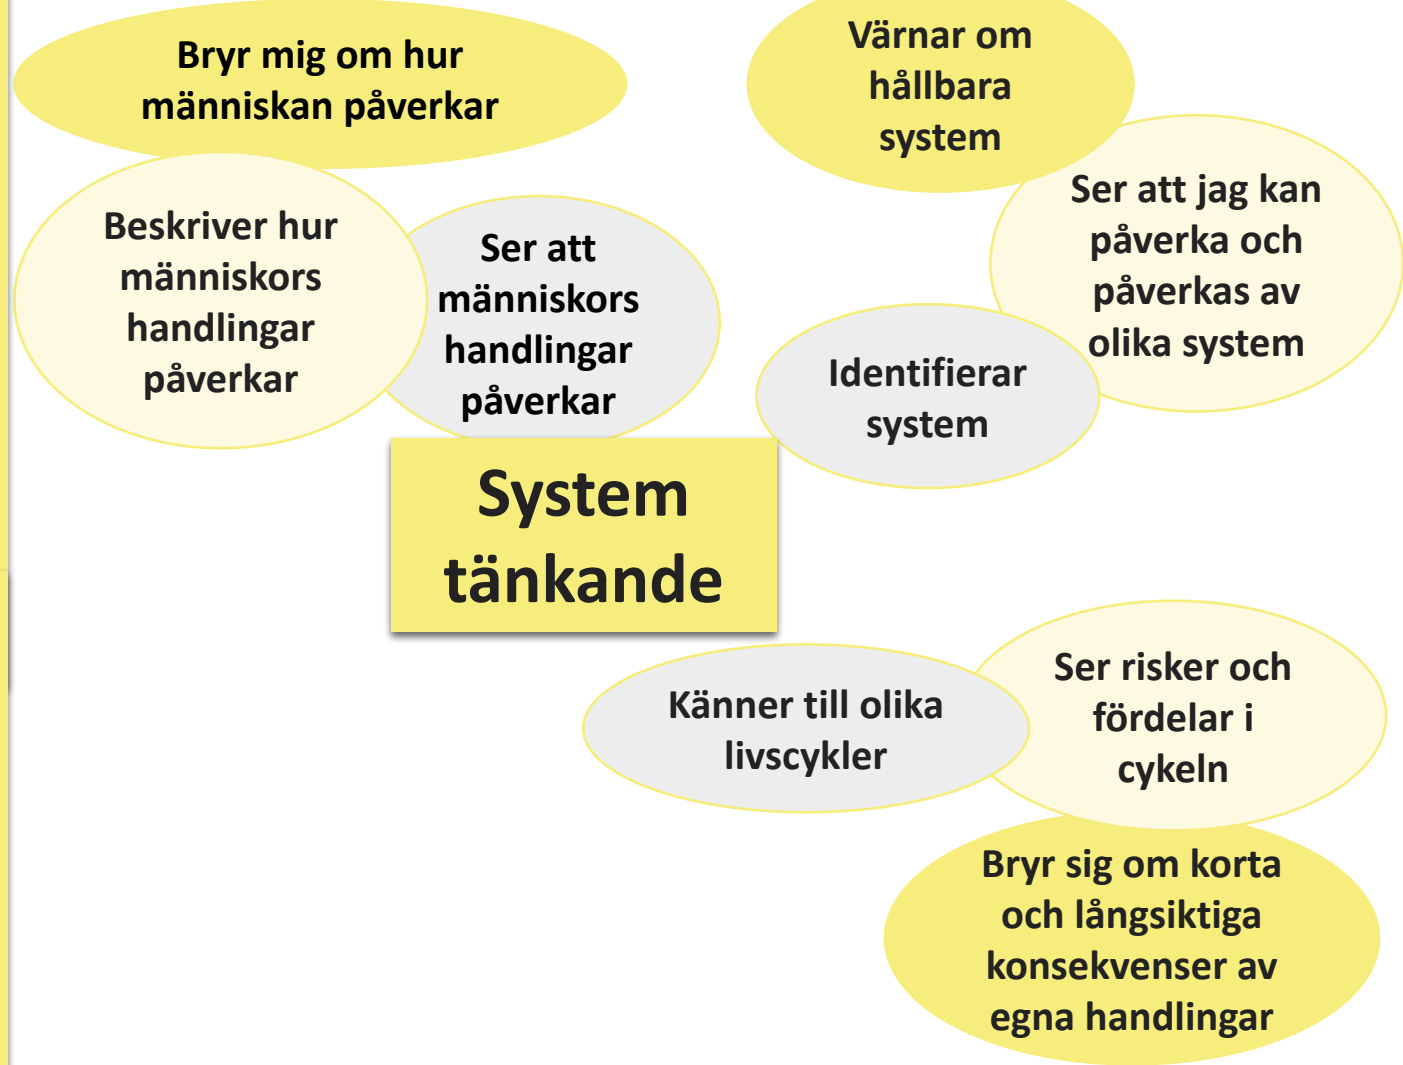 Bryr mig om hur
människan påverkar
Värnar om
hållbara
system
Beskriver hur
människors
handlingar
påverkar
Ser att
människors
handlingar
påverkar
Ser att jag kan
påverka och
påverkas av
olika system
Identifierar
system
System
tänkande
Känner till olika
livscykler
Ser risker och
fördelar i
cykeln
Bryr sig om korta
och långsiktiga
konsekvenser av
egna handlingar